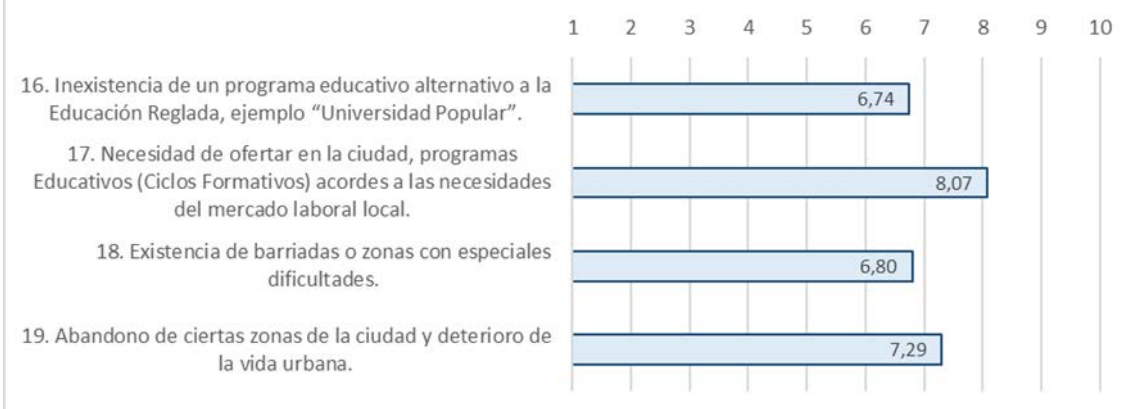 1 2 3 4 5 6 7 8 9 10
16. Inexistencia de un programa educativo alternativo a la
Educación Reglada, ejemplo “Universidad Popular”.
6,74
17. Necesidad de ofertar en la ciudad, programas
Educativos (Ciclos Formativos) acordes a las necesidades
del mercado laboral local.
8,07
18. Existencia de barriadas o zonas con especiales
dificultades.
6,80
19. Abandono de ciertas zonas de la ciudad y deterioro de
la vida urbana.
7,29